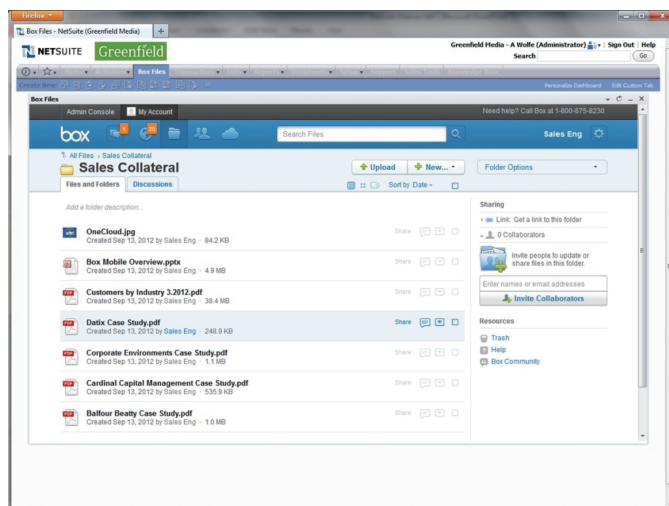 Firefox
Box Files - NetSuite (Greenfield Media)
NETSUITE Greenfield
Greenfield Media - A Wolfe (Administrator) Sign Out Help
Search Go
Box Files
Create New
Personalize Dashboard Edit Custom Tab
Box Files
Admin Console My Account Need help? Call Box at 1-800-875-8230
box 1 20 Search Files Sales Eng
All Files › Sales Collateral
Sales Collateral
Upload New... Folder Options
Files and Folders Discussions Sort by Date
Add a folder description...
OneCloud.jpg
Created Sep 13, 2012 by Sales Eng · 84.2 KB
Share
Box Mobile Overview.pptx
Created Sep 13, 2012 by Sales Eng · 4.9 MB
Share
Customers by Industry 3.2012.pdf
Created Sep 13, 2012 by Sales Eng · 38.4 MB
Share
Datix Case Study.pdf
Created Sep 13, 2012 by Sales Eng · 248.9 KB
Share
Corporate Environments Case Study.pdf
Created Sep 13, 2012 by Sales Eng · 1.1 MB
Share
Cardinal Capital Management Case Study.pdf
Created Sep 13, 2012 by Sales Eng · 535.9 KB
Share
Balfour Beatty Case Study.pdf
Created Sep 13, 2012 by Sales Eng · 1.0 MB
Share
Sharing
Link: Get a link to this folder
0 Collaborators
Invite people to update or
share files in this folder.
Enter names or email addresses
Invite Collaborators
Resources
Trash
Help
Box Community